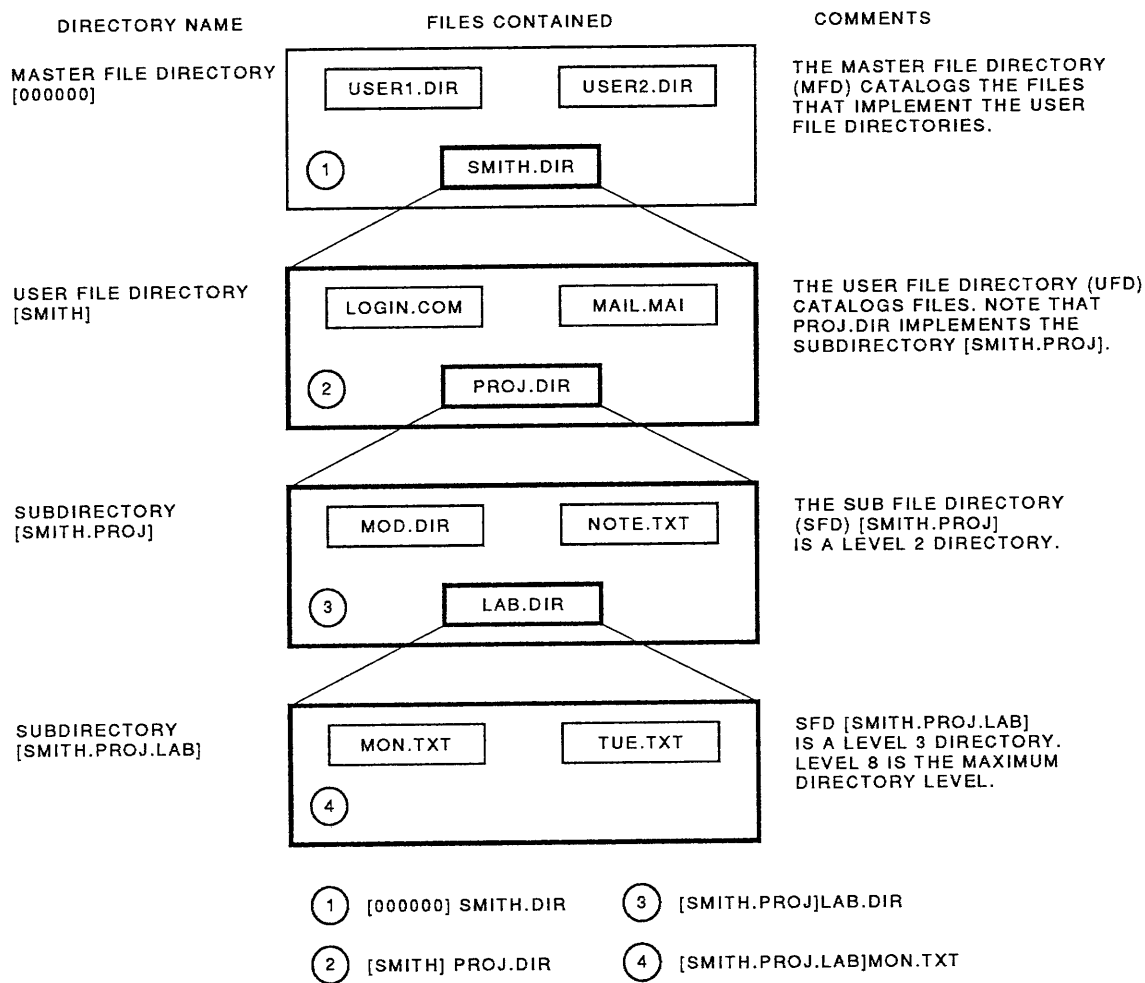 DIRECTORY NAME
FILES CONTAINED
COMMENTS
MASTER FILE DIRECTORY
[000000]
USER1.DIR
USER2.DIR
1
SMITH.DIR
THE MASTER FILE DIRECTORY
(MFD) CATALOGS THE FILES
THAT IMPLEMENT THE USER
FILE DIRECTORIES.
USER FILE DIRECTORY
[SMITH]
LOGIN.COM
MAIL.MAI
2
PROJ.DIR
THE USER FILE DIRECTORY (UFD)
CATALOGS FILES. NOTE THAT
PROJ.DIR IMPLEMENTS THE
SUBDIRECTORY [SMITH.PROJ].
SUBDIRECTORY
[SMITH.PROJ]
MOD.DIR
NOTE.TXT
3
LAB.DIR
THE SUB FILE DIRECTORY
(SFD) [SMITH.PROJ]
IS A LEVEL 2 DIRECTORY.
SUBDIRECTORY
[SMITH.PROJ.LAB]
MON.TXT
TUE.TXT
4
SFD [SMITH.PROJ.LAB]
IS A LEVEL 3 DIRECTORY.
LEVEL 8 IS THE MAXIMUM
DIRECTORY LEVEL.
1 [000000] SMITH.DIR
3 [SMITH.PROJ]LAB.DIR
2 [SMITH] PROJ.DIR
4 [SMITH.PROJ.LAB]MON.TXT